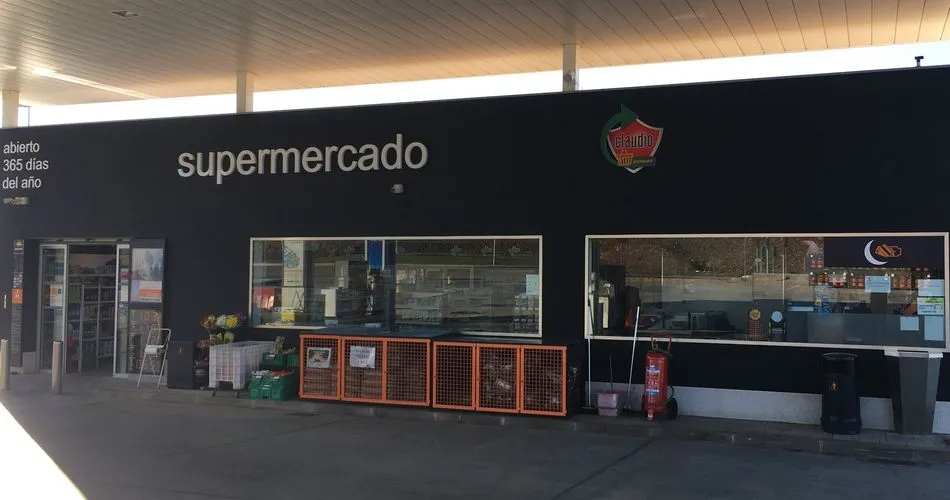 abierto
365 días
del año
supermercado
claudio